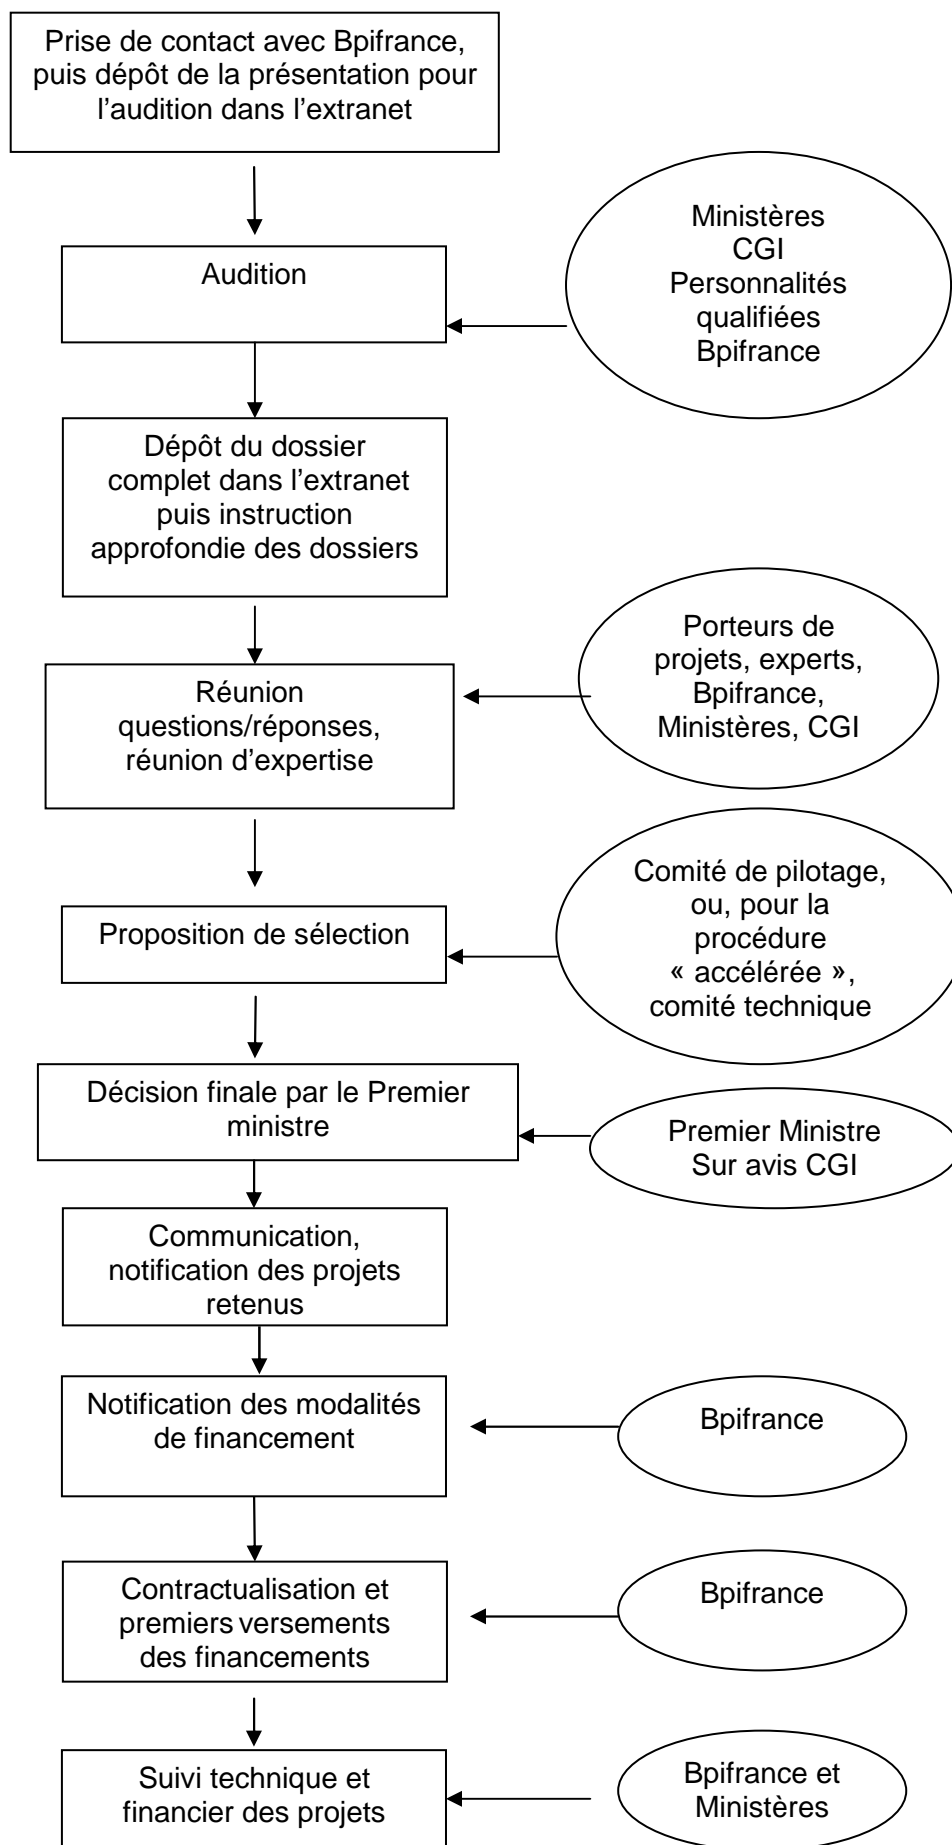 Prise de contact avec Bpifrance,
puis dépôt de la présentation pour
l’audition dans l’extranet
Audition
Ministères
CGI
Personnalités
qualifiées
Bpifrance
Dépôt du dossier
complet dans l’extranet
puis instruction
approfondie des dossiers
Réunion
questions/réponses,
réunion d’expertise
Porteurs de
projets, experts,
Bpifrance,
Ministères, CGI
Proposition de sélection
Comité de pilotage,
ou, pour la
procédure
« accélérée »,
comité technique
Décision finale par le Premier
ministre
Premier Ministre
Sur avis CGI
Communication,
notification des projets
retenus
Notification des modalités
de financement
Bpifrance
Contractualisation et
premiers versements
des financements
Bpifrance
Suivi technique et
financier des projets
Bpifrance et
Ministères